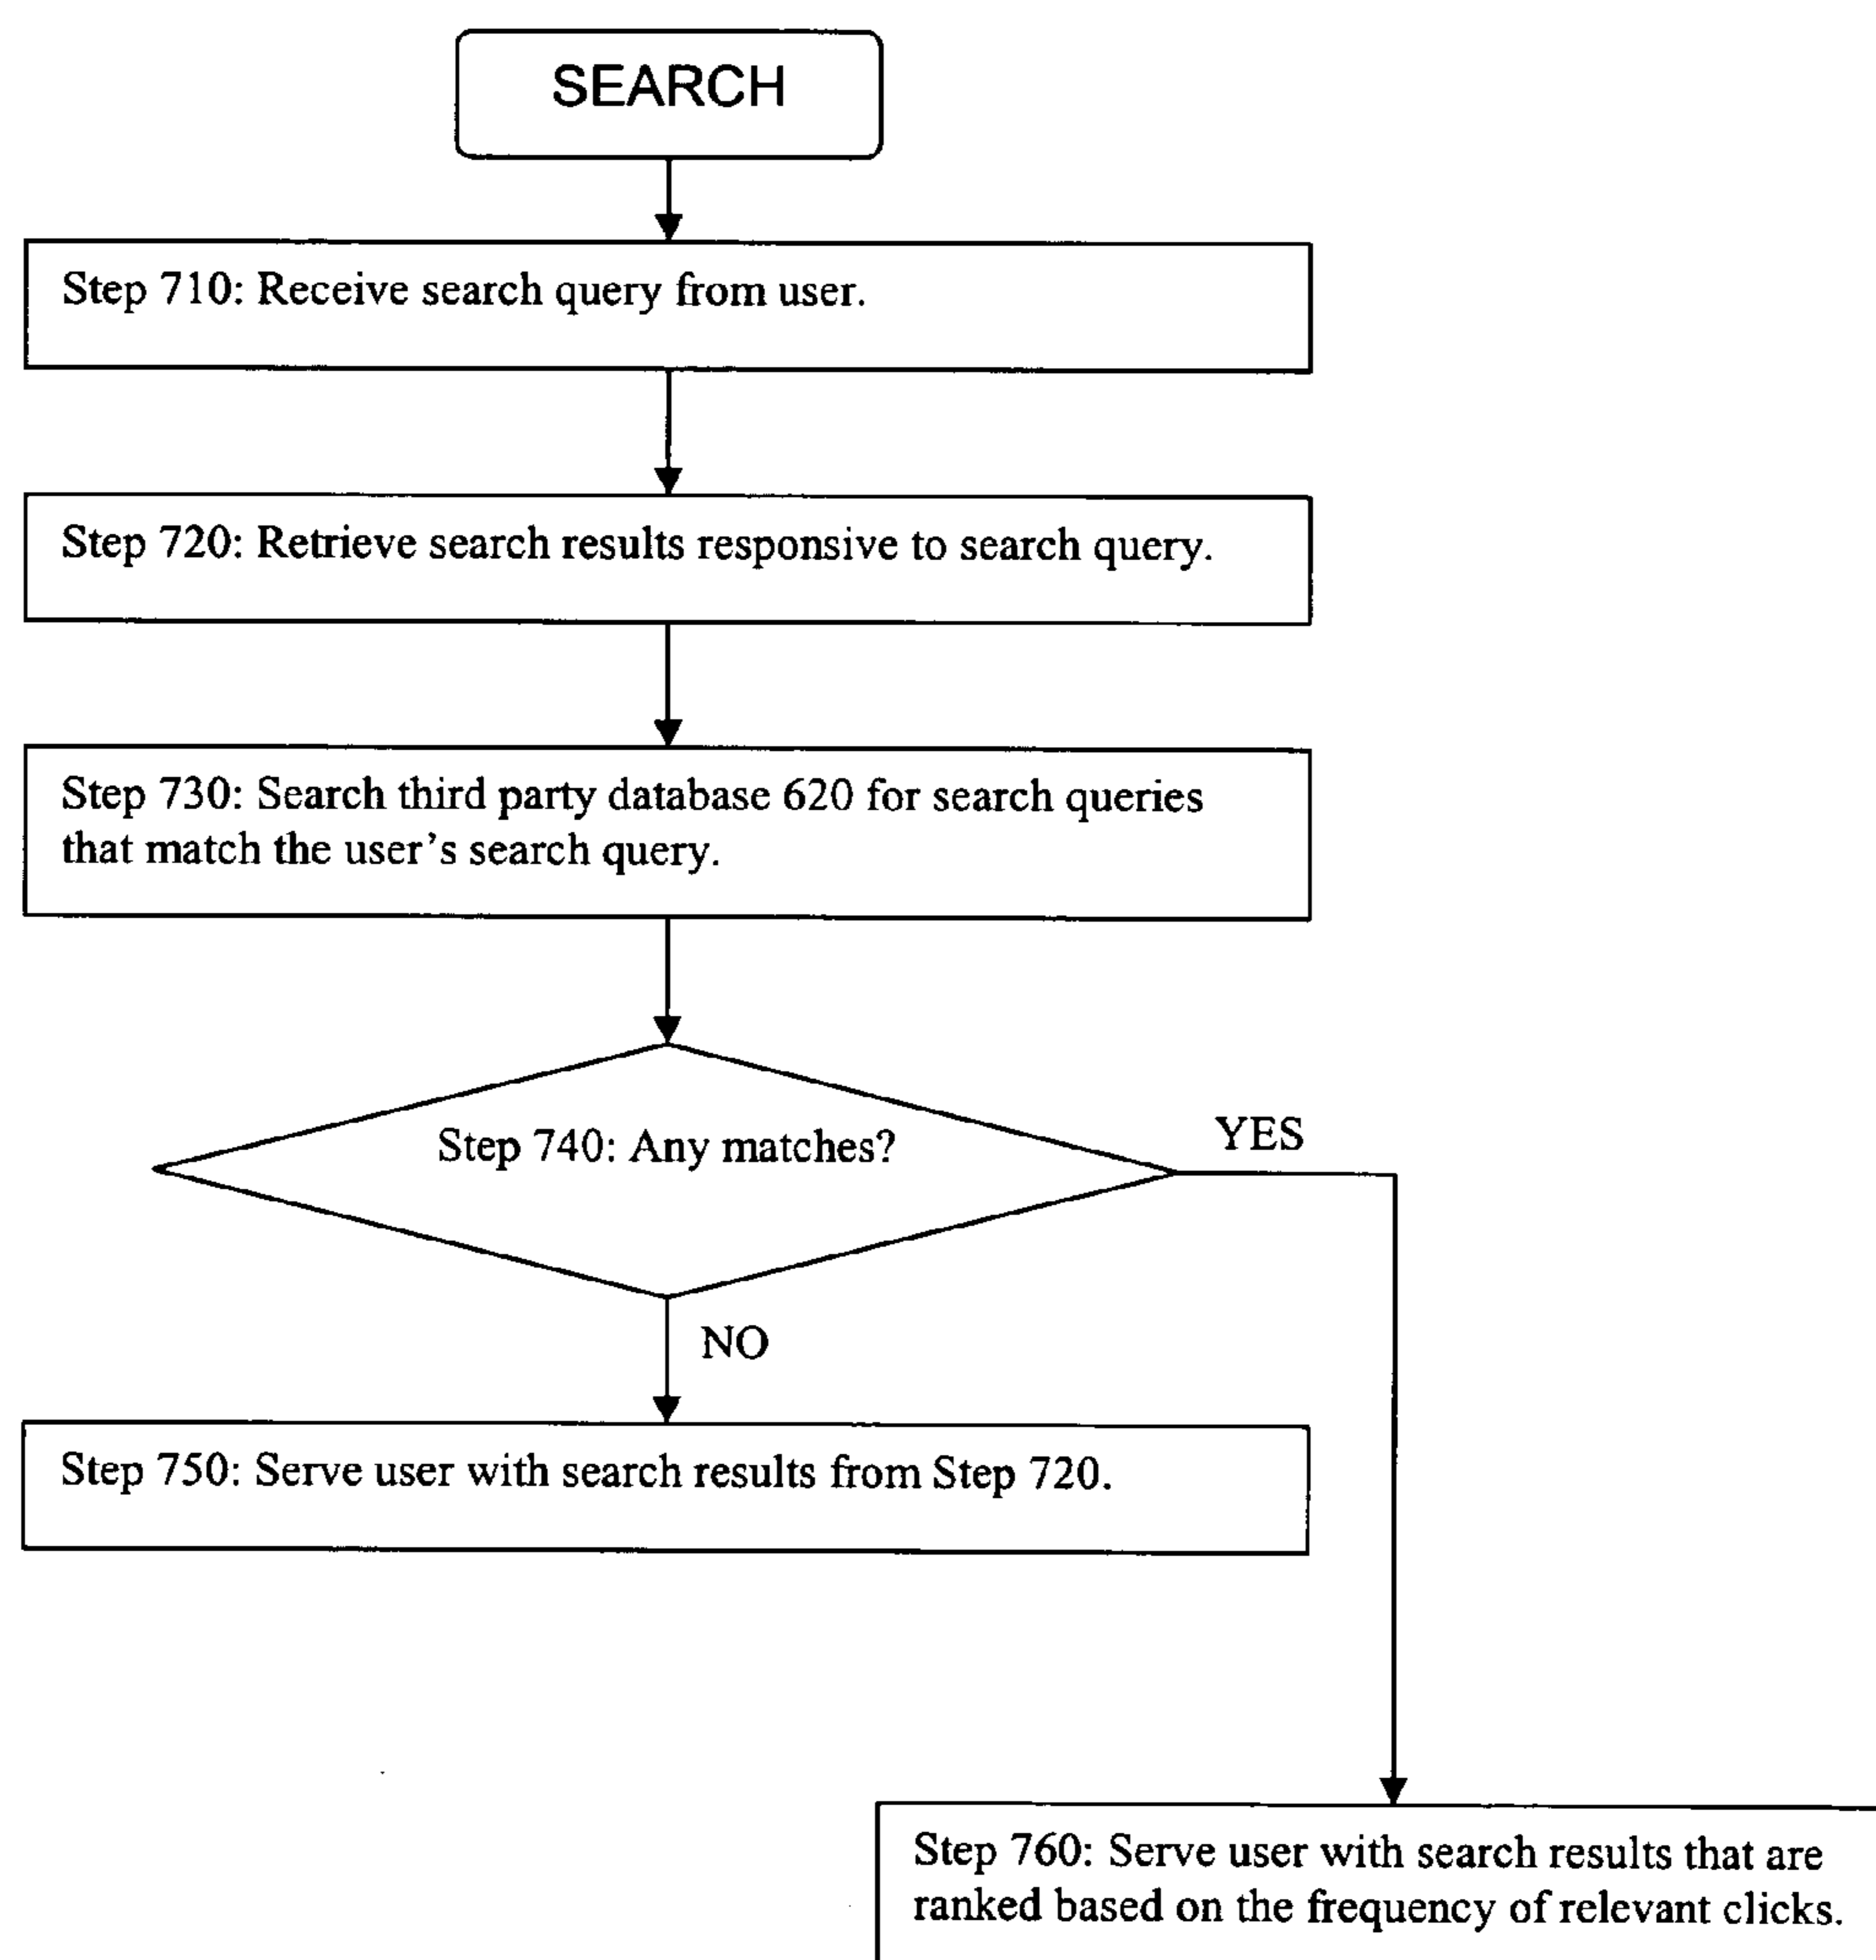 SEARCH
Step 710: Receive search query from user.
Step 720: Retrieve search results responsive to search query.
Step 730: Search third party database 620 for search queries
that match the user's search query.
Step 740: Any matches?
YES
NO
Step 750: Serve user with search results from Step 720.
Step 760: Serve user with search results that are
ranked based on the frequency of relevant clicks.